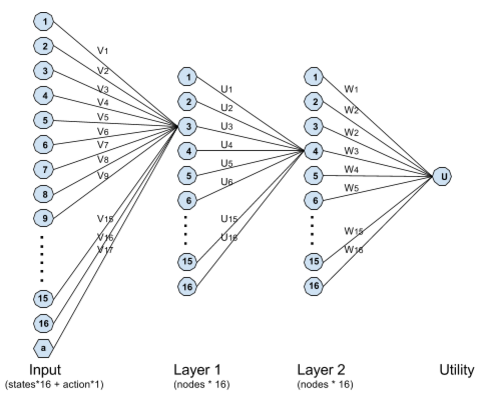 1
2
3
4
5
6
7
8
9
15
16
a
V1
V2
V3
V4
V5
V6
V7
V8
V9
V15
V16
V17
1
2
3
4
5
6
15
16
U1
U2
U3
U4
U5
U6
U15
U16
1
2
3
4
5
6
15
16
W1
W2
W2
W3
W4
W5
W15
W16
U
Input
(states*16 + action*1)
Layer 1
(nodes * 16)
Layer 2
(nodes * 16)
Utility